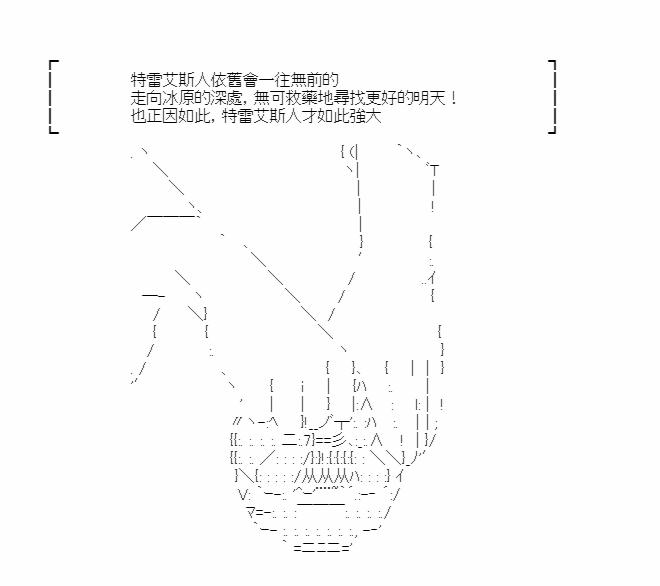 特雷艾斯人依舊會一往無前的
走向冰原的深處，無可救藥地尋找更好的明天！
也正因如此，特雷艾斯人才如此強大